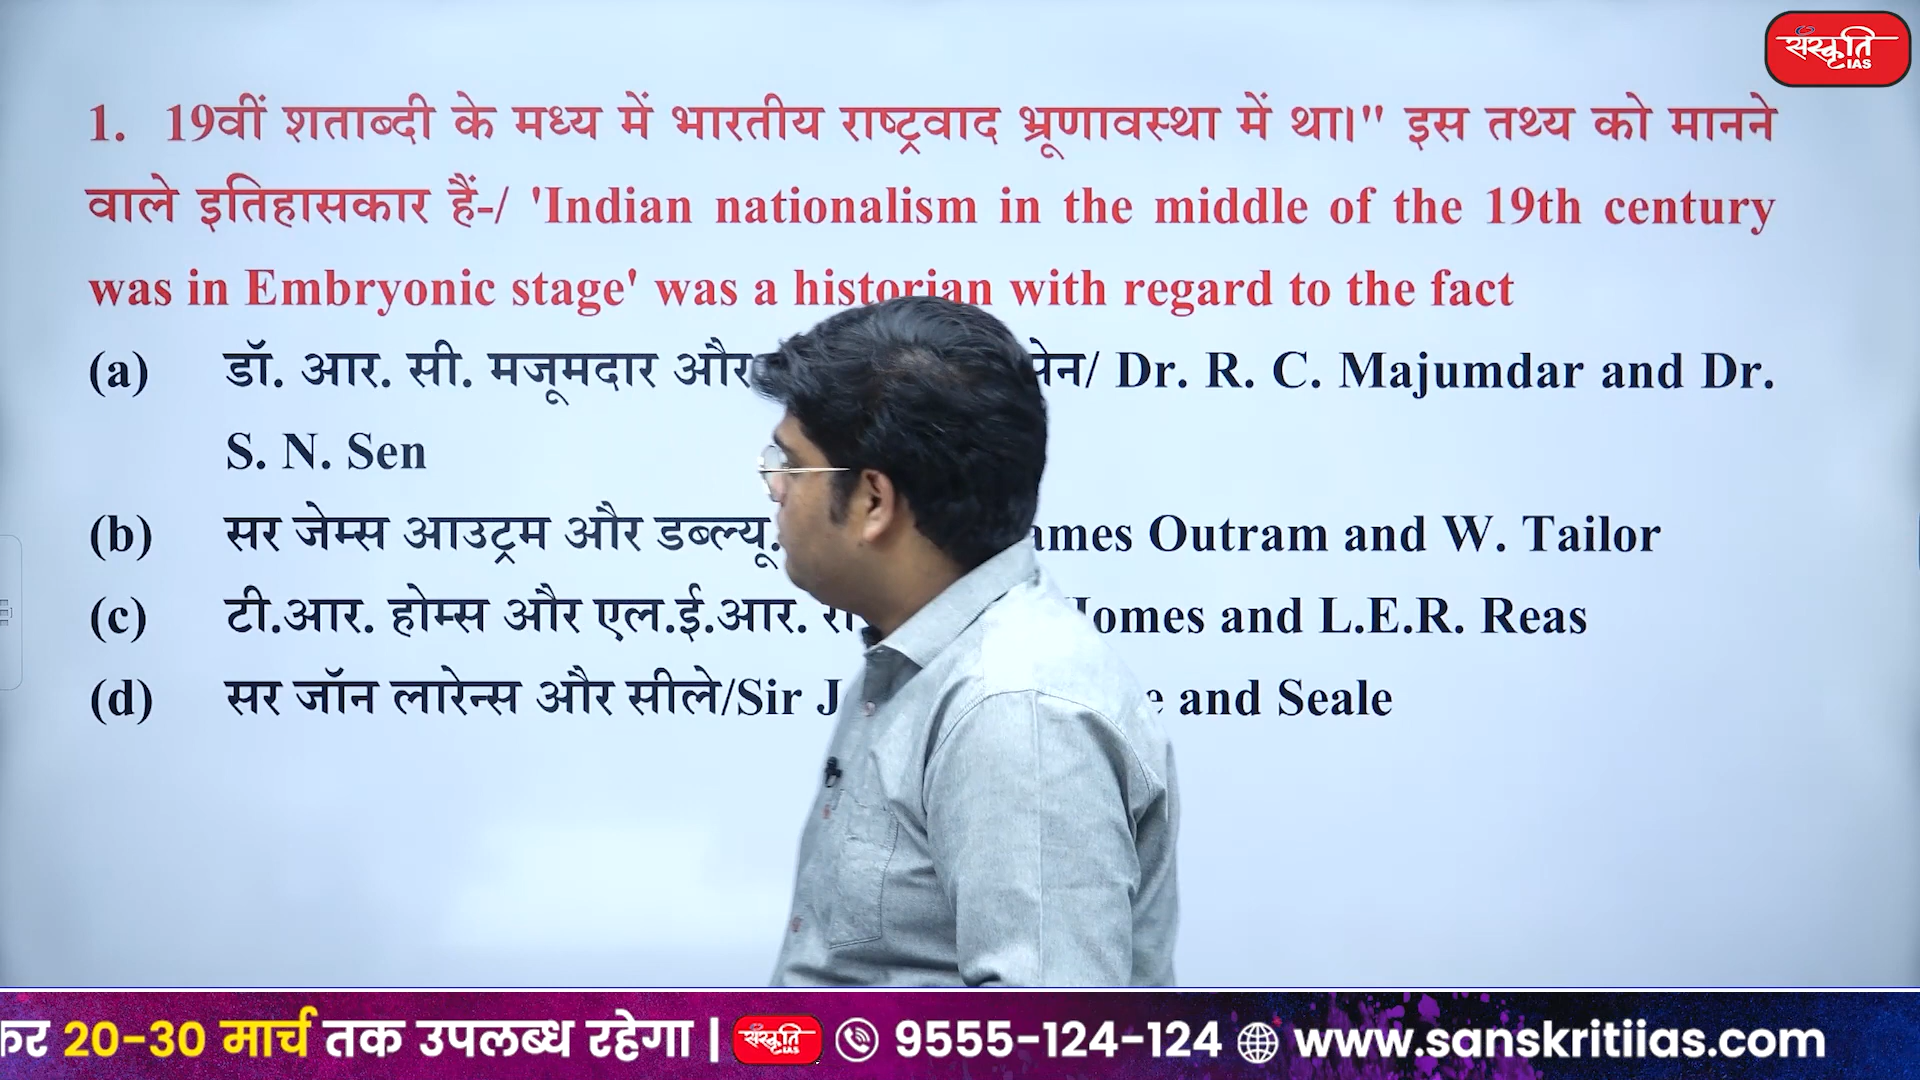 संस्कृति
IAS
1. 19वीं शताब्दी के मध्य में भारतीय राष्ट्रवाद भ्रूणावस्था में था।" इस तथ्य को मानने
वाले इतिहासकार हैं-/ 'Indian nationalism in the middle of the 19th century
was in Embryonic stage' was a historian with regard to the fact
(a) डॉ. आर. सी. मजूमदार और / Dr. R. C. Majumdar and Dr.
S. N. Sen
(b) सर जेम्स आउट्रम और डब्ल्यू. Outram and W. Tailor
(c) टी.आर. होम्स और एल.ई.आर. and L.E.R. Reas
(d) सर जॉन लारेन्स और सीले/Sir and Seale
20-30 मार्च तक उपलब्ध रहेगा | संस्कृति IAS 9555-124-124 www.sanskritiias.com